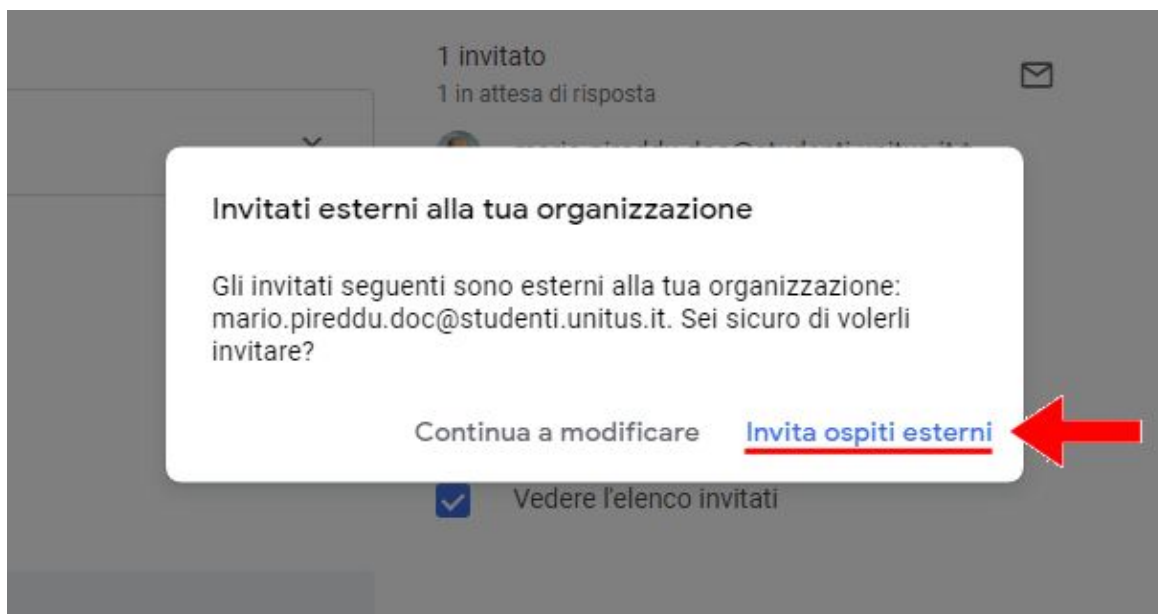 1 invitato
1 in attesa di risposta
Invitati esterni alla tua organizzazione
Gli invitati seguenti sono esterni alla tua organizzazione:
mario.pireddu.doc@studenti.unitus.it. Sei sicuro di volerli
invitare?
Continua a modificare Invita ospiti esterni
Vedere l'elenco invitati